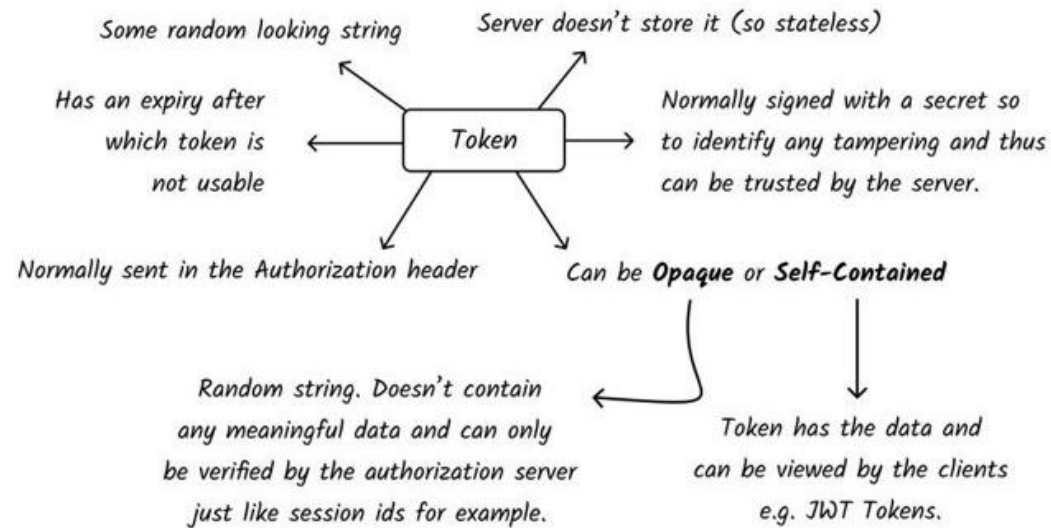 Some random looking string
Server doesn't store it (so stateless)
Has an expiry after
which token is
not usable
Token
Normally signed with a secret so
to identify any tampering and thus
can be trusted by the server.
Normally sent in the Authorization header
Can be Opaque or Self-Contained
Random string. Doesn't contain
any meaningful data and can only
be verified by the authorization server
just like session ids for example.
Token has the data and
can be viewed by the clients
e.g. JWT Tokens.